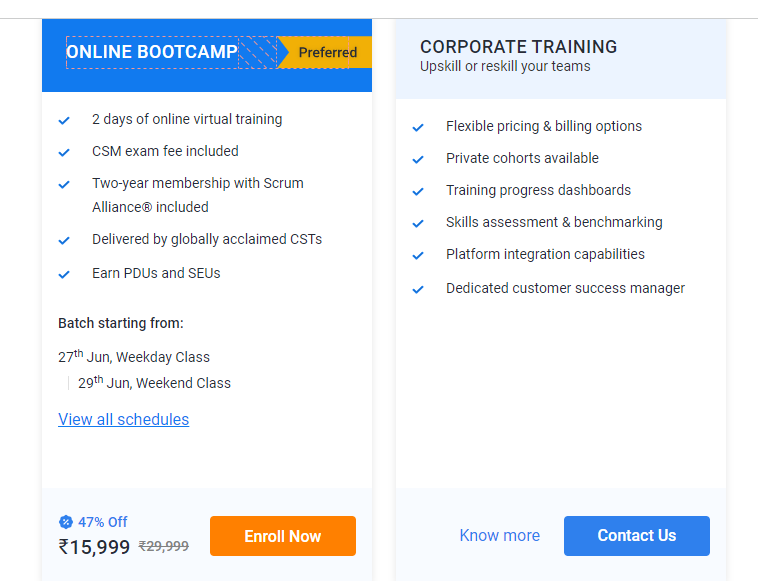 ONLINE BOOTCAMP
Preferred
2 days of online virtual training
CSM exam fee included
Two-year membership with Scrum
Alliance® included
Delivered by globally acclaimed CSTs
Earn PDUs and SEUs
Batch starting from:
27th Jun, Weekday Class
29th Jun, Weekend Class
View all schedules
47% Off
₹15,999 ₹29,999
Enroll Now
CORPORATE TRAINING
Upskill or reskill your teams
Flexible pricing & billing options
Private cohorts available
Training progress dashboards
Skills assessment & benchmarking
Platform integration capabilities
Dedicated customer success manager
Know more
Contact Us